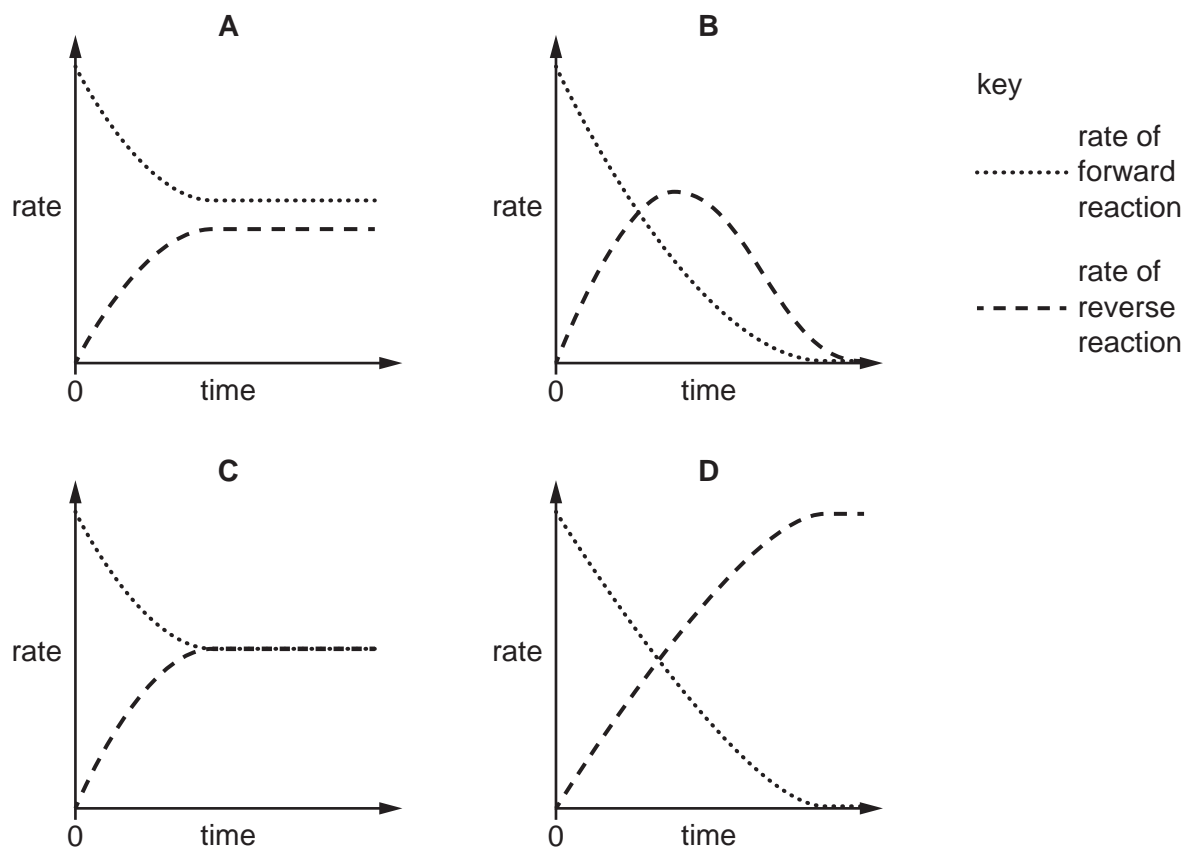 A
rate
0
time
B
rate
0
time
key
rate of
forward
reaction
rate of
reverse
reaction
C
rate
0
time
D
rate
0
time